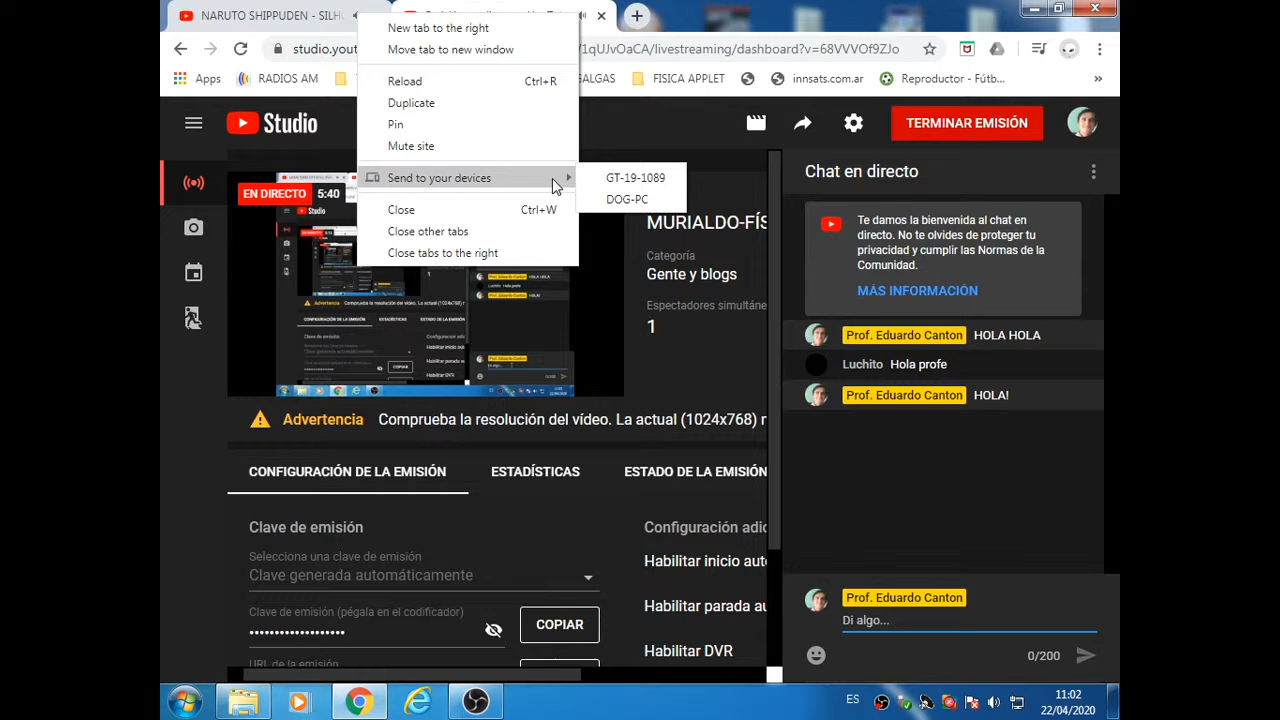 NARUTO SHIPPUDEN - SILH
studio.yout
1qUJvOaCA/livestreaming/dashboard?v=68VVVOf9ZJo
Apps
RADIOS AM
GALGAS
FISICA APPLET
innsats.com.ar
Reproductor - Fútb...
»
New tab to the right
Move tab to new window
Reload Ctrl+R
Duplicate
Pin
Mute site
Send to your devices
GT-19-1089
DOG-PC
Close Ctrl+W
Close other tabs
Close tabs to the right
Studio
TERMINAR EMISIÓN
EN DIRECTO 5:40
MURIALDO-FÍS
Categoría
Gente y blogs
Espectadores simultáne
1
Advertencia Comprueba la resolución del vídeo. La actual (1024x768) n
CONFIGURACIÓN DE LA EMISIÓN
ESTADÍSTICAS
ESTADO DE LA EMISIÓN
Clave de emisión
Selecciona una clave de emisión
Clave generada automáticamente
Clave de emisión (pégala en el codificador)
••••••••••••••••••••
COPIAR
URL de la emisión
Configuración adic
Habilitar inicio auto
Habilitar parada au
Habilitar DVR
Chat en directo
Te damos la bienvenida al chat en
directo. No te olvides de proteger tu
privacidad y cumplir las Normas de la
Comunidad.
MÁS INFORMACIÓN
Prof. Eduardo Canton HOLA HOLA
Luchito Hola profe
Prof. Eduardo Canton HOLA!
Prof. Eduardo Canton
Di algo...
0/200
ES
11:02
22/04/2020